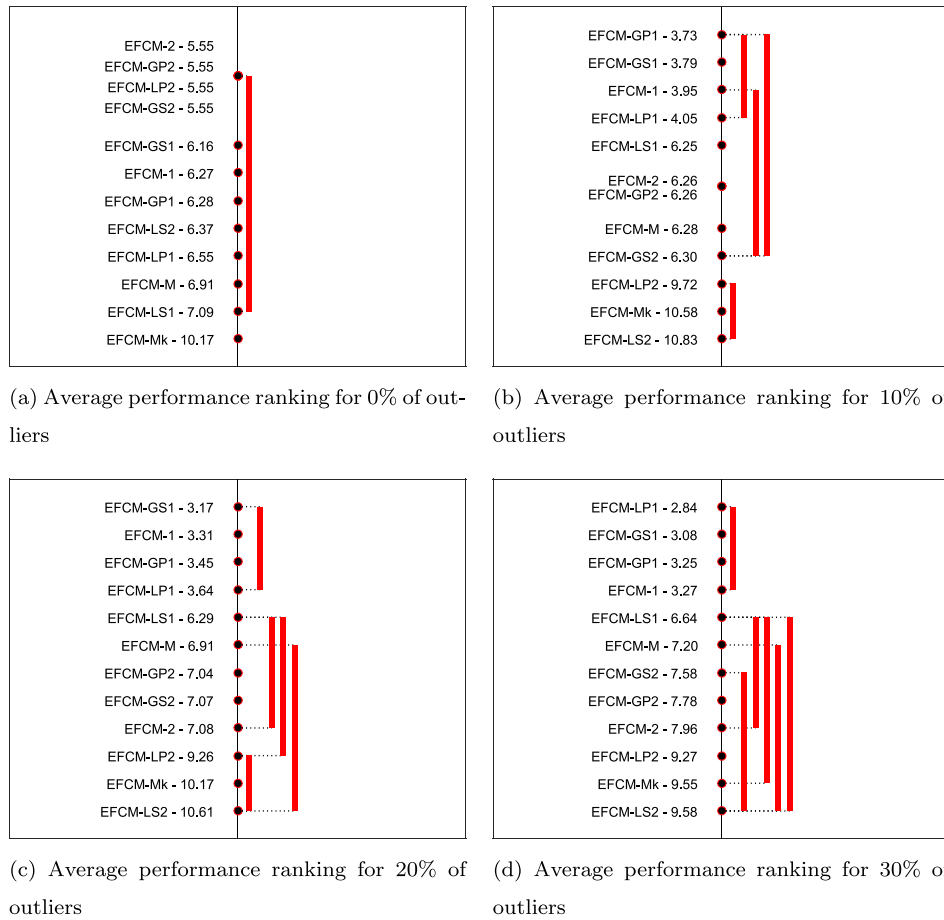 EFCM-2 - 5.55
EFCM-GP2 - 5.55
EFCM-LP2 - 5.55
EFCM-GS2 - 5.55
EFCM-GS1 - 6.16
EFCM-1 - 6.27
EFCM-GP1 - 6.28
EFCM-LS2 - 6.37
EFCM-LP1 - 6.55
EFCM-M - 6.91
EFCM-LS1 - 7.09
EFCM-Mk - 10.17
(a) Average performance ranking for 0% of out-
liers
EFCM-GP1 - 3.73
EFCM-GS1 - 3.79
EFCM-1 - 3.95
EFCM-LP1 - 4.05
EFCM-LS1 - 6.25
EFCM-2 - 6.26
EFCM-GP2 - 6.26
EFCM-M - 6.28
EFCM-GS2 - 6.30
EFCM-LP2 - 9.72
EFCM-Mk - 10.58
EFCM-LS2 - 10.83
(b) Average performance ranking for 10% o
outliers
EFCM-GS1 - 3.17
EFCM-1 - 3.31
EFCM-GP1 - 3.45
EFCM-LP1 - 3.64
EFCM-LS1 - 6.29
EFCM-M - 6.91
EFCM-GP2 - 7.04
EFCM-GS2 - 7.07
EFCM-2 - 7.08
EFCM-LP2 - 9.26
EFCM-Mk - 10.17
EFCM-LS2 - 10.61
(c) Average performance ranking for 20% of
outliers
EFCM-LP1 - 2.84
EFCM-GS1 - 3.08
EFCM-GP1 - 3.25
EFCM-1 - 3.27
EFCM-LS1 - 6.64
EFCM-M - 7.20
EFCM-GS2 - 7.58
EFCM-GP2 - 7.78
EFCM-2 - 7.96
EFCM-LP2 - 9.27
EFCM-Mk - 9.55
EFCM-LS2 - 9.58
(d) Average performance ranking for 30% o
outliers